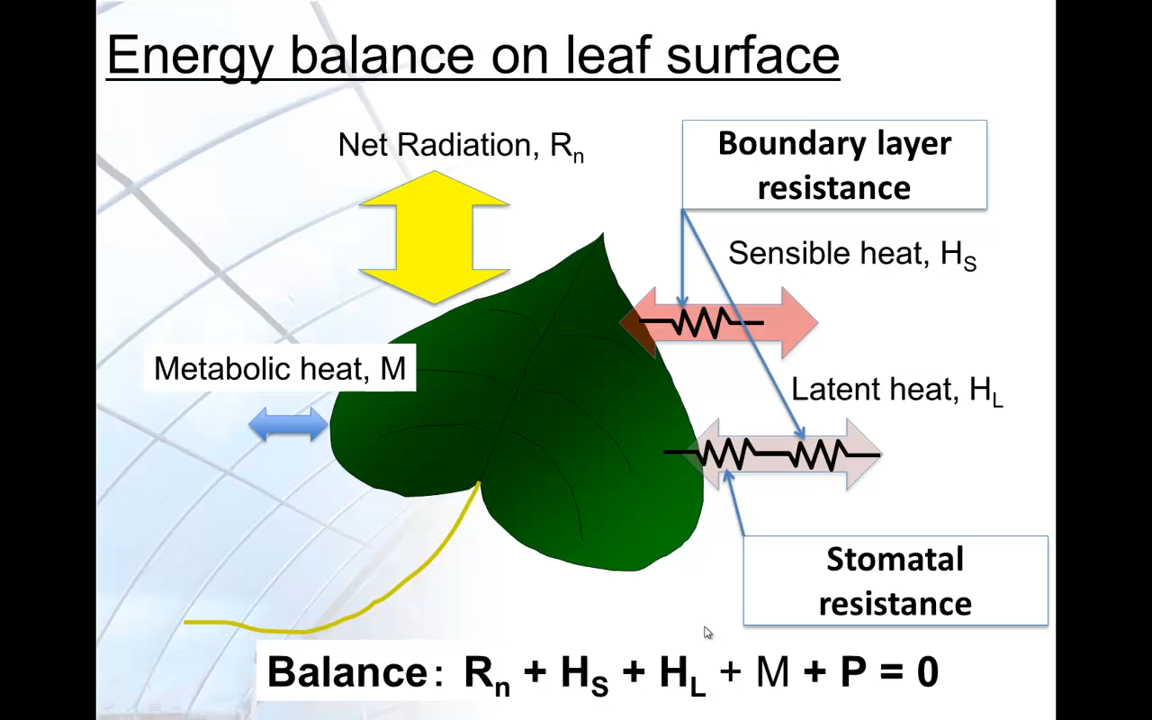 Energy balance on leaf surface
Net Radiation, Rn
Boundary layer
resistance
Sensible heat, HS
Metabolic heat, M
Latent heat, HL
Stomatal
resistance
Balance: Rn + HS + HL + M + P = 0